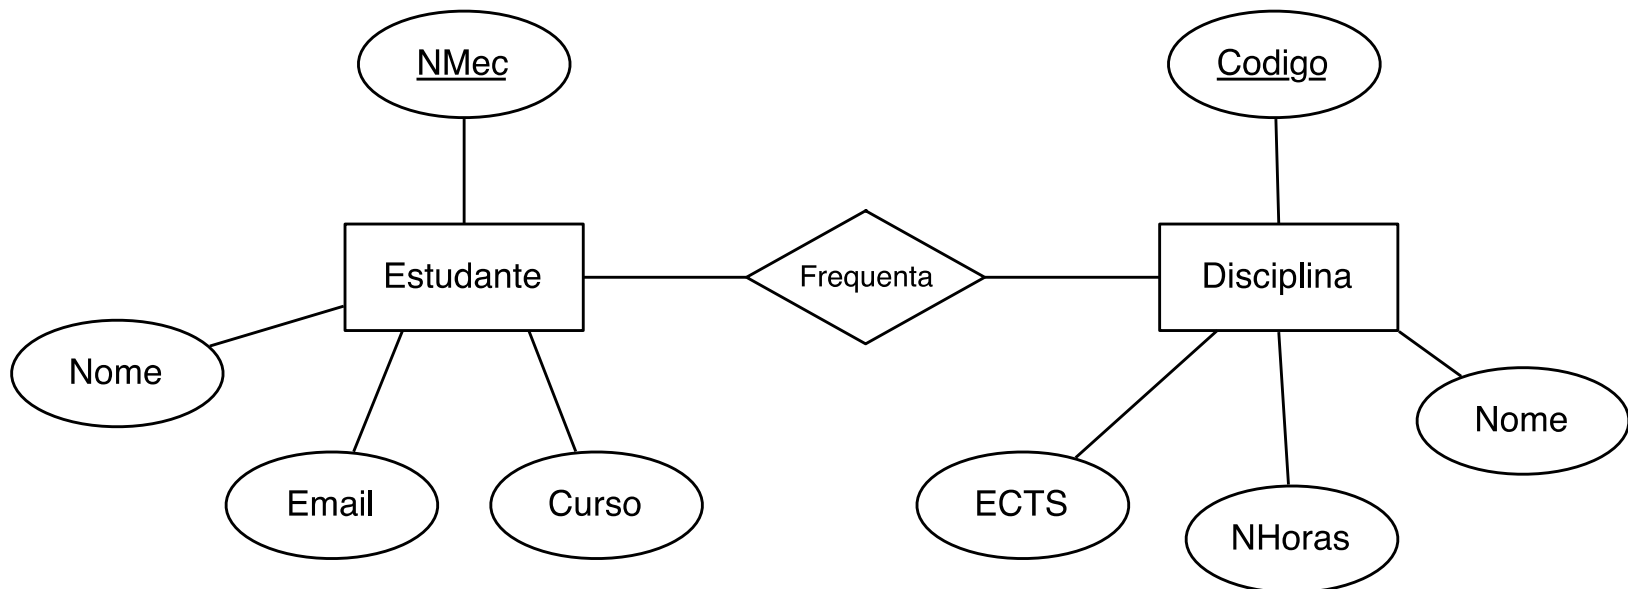 NMec
Codigo
Estudante
Frequenta
Disciplina
Nome
Nome
Email
Curso
ECTS
NHoras